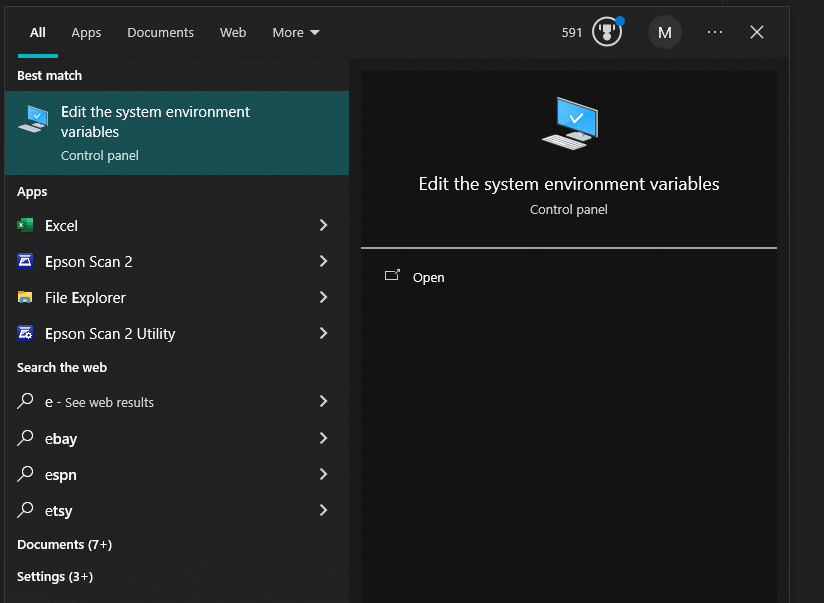 All Apps Documents Web More 591 M
Best match
Edit the system environment
variables
Control panel
Apps
Excel
Epson Scan 2
File Explorer
Epson Scan 2 Utility
Search the web
e - See web results
ebay
espn
etsy
Documents (7+)
Settings (3+)
Edit the system environment variables
Control panel
Open